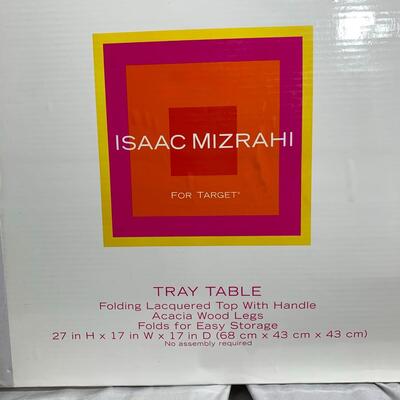 ISAAC MIZRAHI
FOR TARGET®
TRAY TABLE
Folding Lacquered Top With Handle
Acacia Wood Legs
Folds for Easy Storage
27 in H x 17 in W x 17 in D (68 cm x 43 cm x 43 cm)
No assembly required